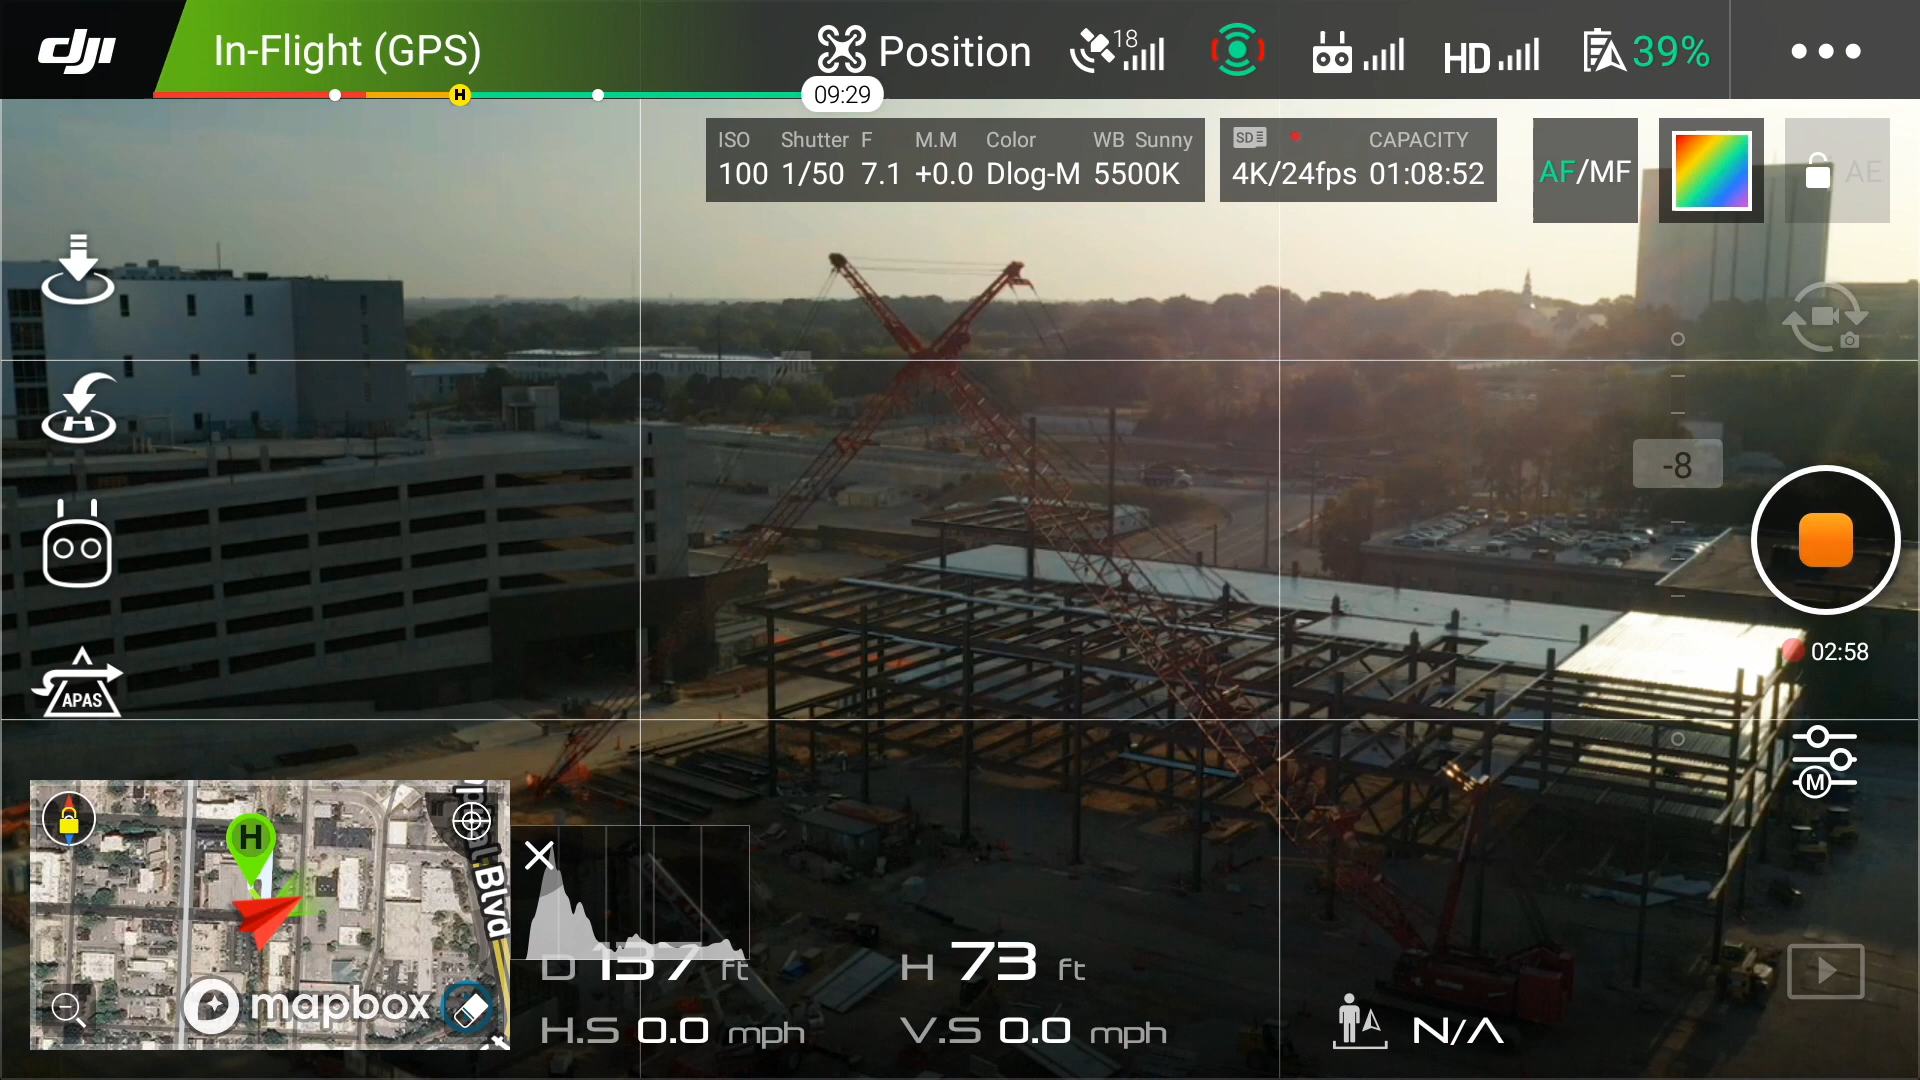 dji In-Flight (GPS) Position 18 HD 39%
H 09:29
ISO Shutter F M.M Color WB Sunny
100 1/50 7.1 +0.0 Dlog-M 5500K
SD CAPACITY
4K/24fps 01:08:52
AF/MF
AE
H
-8
APAS
02:58
M
H
Blvd
mapbox
D 137 ft H 73 ft
H.S 0.0 mph V.S 0.0 mph N/A